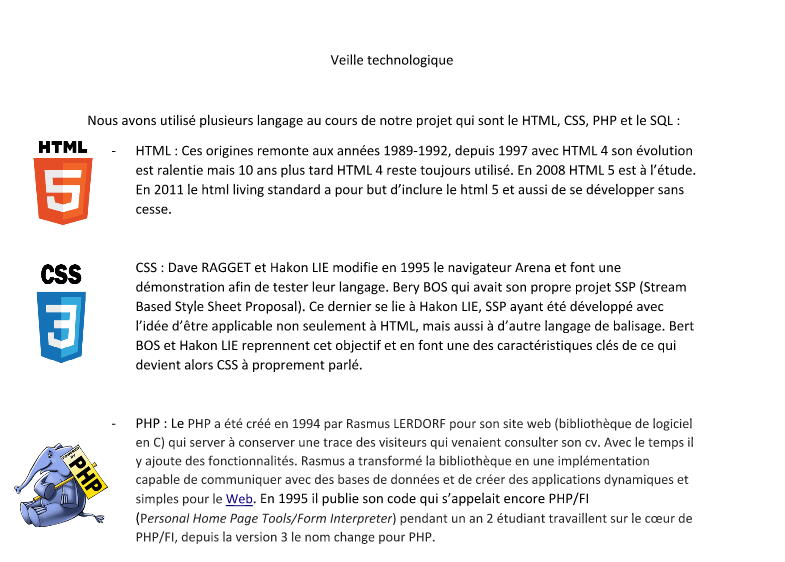 Veille technologique
Nous avons utilisé plusieurs langage au cours de notre projet qui sont le HTML, CSS, PHP et le SQL :
HTML
5
- HTML : Ces origines remonte aux années 1989-1992, depuis 1997 avec HTML 4 son évolution
est ralentie mais 10 ans plus tard HTML 4 reste toujours utilisé. En 2008 HTML 5 est à l’étude.
En 2011 le html living standard a pour but d’inclure le html 5 et aussi de se développer sans
cesse.
CSS
3
CSS : Dave RAGGET et Hakon LIE modifie en 1995 le navigateur Arena et font une
démonstration afin de tester leur langage. Bery BOS qui avait son propre projet SSP (Stream
Based Style Sheet Proposal). Ce dernier se lie à Hakon LIE, SSP ayant été développé avec
l’idée d’être applicable non seulement à HTML, mais aussi à d’autre langage de balisage. Bert
BOS et Hakon LIE reprennent cet objectif et en font une des caractéristiques clés de ce qui
devient alors CSS à proprement parlé.
PHP
- PHP : Le PHP a été créé en 1994 par Rasmus LERDORF pour son site web (bibliothèque de logiciel
en C) qui server à conserver une trace des visiteurs qui venaient consulter son cv. Avec le temps il
y ajoute des fonctionnalités. Rasmus a transformé la bibliothèque en une implémentation
capable de communiquer avec des bases de données et de créer des applications dynamiques et
simples pour le Web. En 1995 il publie son code qui s’appelait encore PHP/FI
(Personal Home Page Tools/Form Interpreter) pendant un an 2 étudiant travaillent sur le cœur de
PHP/FI, depuis la version 3 le nom change pour PHP.